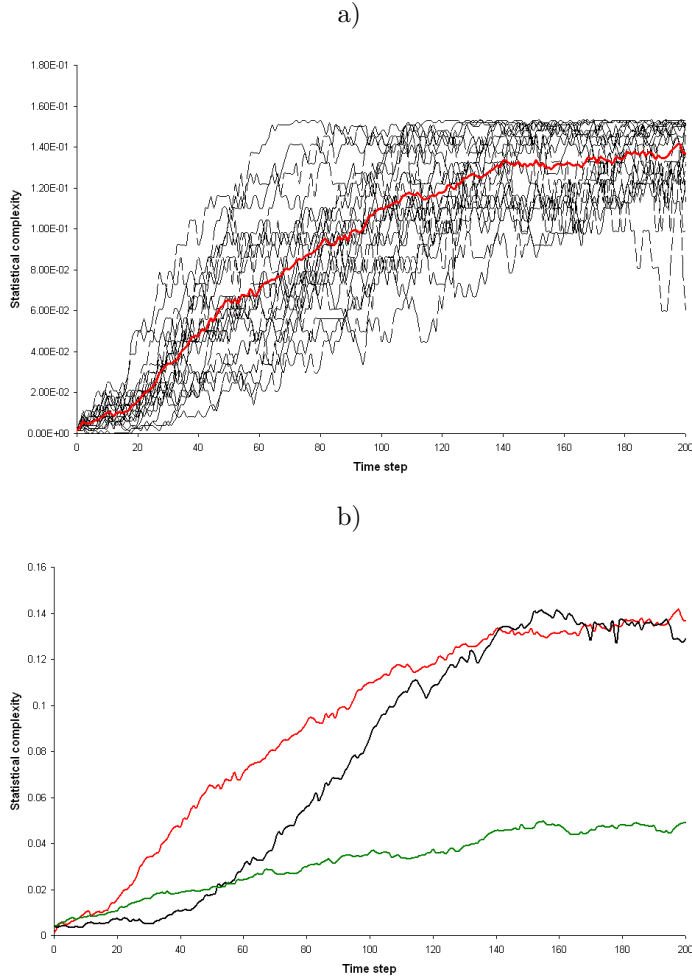 a)
1.80E-01
1.60E-01
1.40E-01
1.20E-01
1.00E-01
8.00E-02
6.00E-02
4.00E-02
2.00E-02
0.00E+00
Statistical complexity
0 20 40 60 80 100 120 140 160 180 200
Time step
b)
0.16
0.14
0.12
0.1
0.08
0.06
0.04
0.02
0
Statistical complexity
0 20 40 60 80 100 120 140 160 180 200
Time step